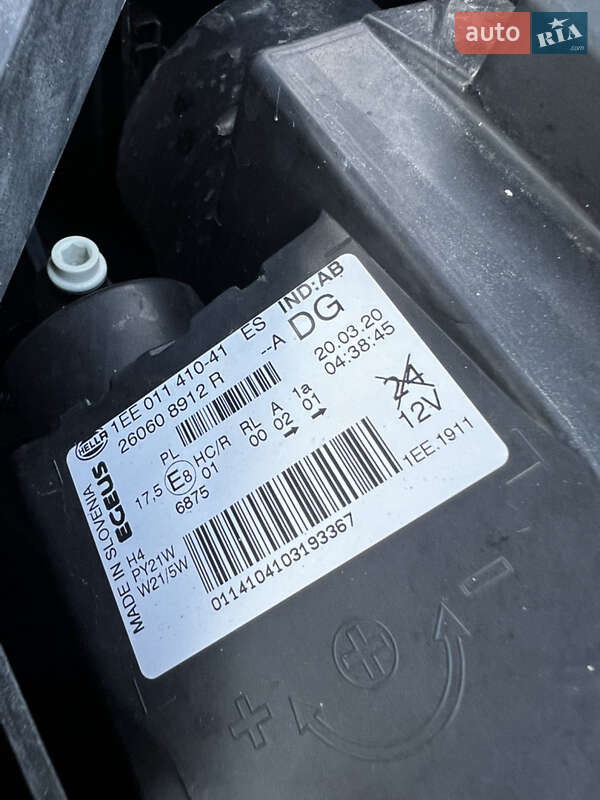 auto RIA
.com
HELLA 1EE 011 410-41 ES IND:AB
26060 8912 R --A DG
EGEUS
MADE IN SLOVENIA
20.03.20
04:38:45
PL HC/R RL A 1a
17,5 E8 01 00 02 01
6875
24
12V
H4
PY21W
W21/5W
1EE.1911
0114104103193367